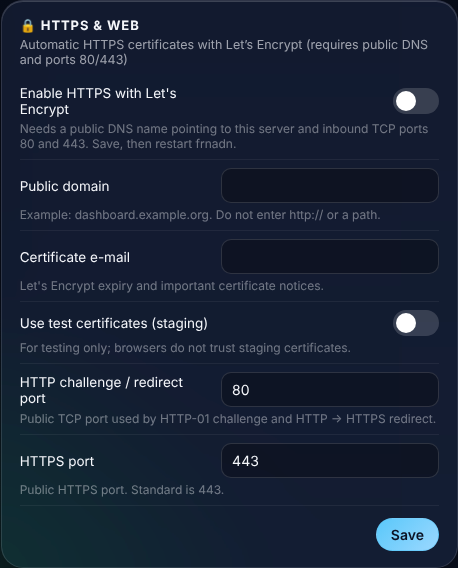 🔒 HTTPS & WEB
Automatic HTTPS certificates with Let's Encrypt (requires public DNS
and ports 80/443)
Enable HTTPS with Let's
Encrypt
Needs a public DNS name pointing to this server and inbound TCP ports
80 and 443. Save, then restart frnadn.
Public domain
Example: dashboard.example.org. Do not enter http:// or a path.
Certificate e-mail
Let's Encrypt expiry and important certificate notices.
Use test certificates (staging)
For testing only; browsers do not trust staging certificates.
HTTP challenge / redirect
port
80
Public TCP port used by HTTP-01 challenge and HTTP → HTTPS redirect.
HTTPS port
443
Public HTTPS port. Standard is 443.
Save